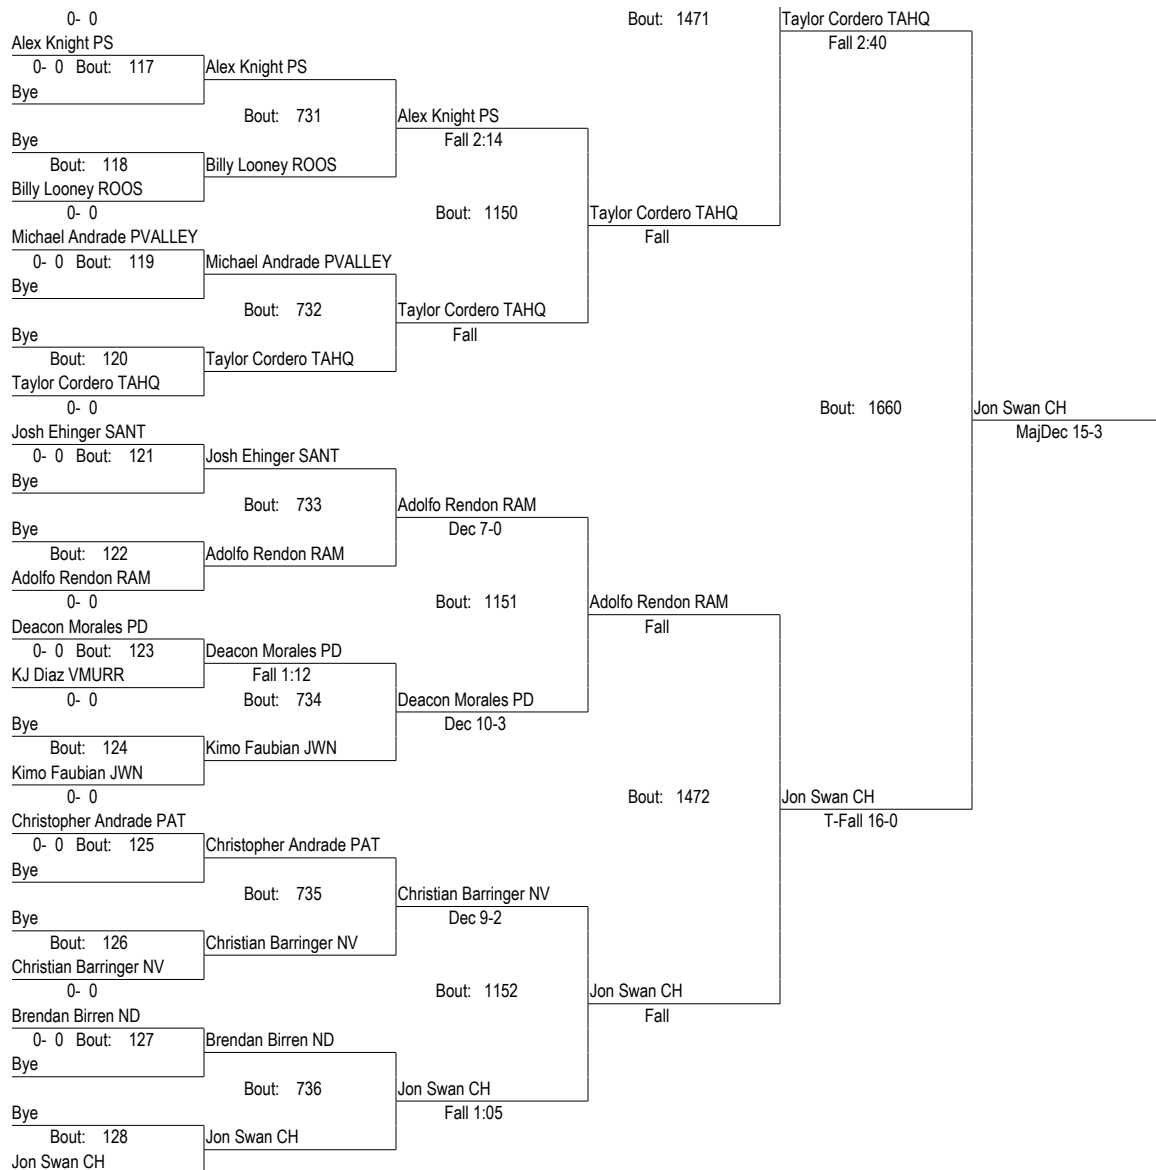 0- 0
Bout: 1471
Taylor Cordero TAHQ
Alex Knight PS
Fall 2:40
0- 0 Bout: 117
Alex Knight PS
Bye
Bout: 731
Alex Knight PS
Bye
Fall 2:14
Bout: 118
Billy Looney ROOS
Billy Looney ROOS
0- 0
Bout: 1150
Taylor Cordero TAHQ
Michael Andrade PVALLEY
Fall
0- 0 Bout: 119
Michael Andrade PVALLEY
Bye
Bout: 732
Taylor Cordero TAHQ
Bye
Fall
Bout: 120
Taylor Cordero TAHQ
Taylor Cordero TAHQ
0- 0
Bout: 1660
Jon Swan CH
Josh Ehinger SANT
MajDec 15-3
0- 0 Bout: 121
Josh Ehinger SANT
Bye
Bout: 733
Adolfo Rendon RAM
Bye
Dec 7-0
Bout: 122
Adolfo Rendon RAM
Adolfo Rendon RAM
0- 0
Bout: 1151
Adolfo Rendon RAM
Deacon Morales PD
Fall
0- 0 Bout: 123
Deacon Morales PD
KJ Diaz VMURR
Fall 1:12
0- 0
Bout: 734
Deacon Morales PD
Bye
Dec 10-3
Bout: 124
Kimo Faubian JWN
Kimo Faubian JWN
0- 0
Bout: 1472
Jon Swan CH
Christopher Andrade PAT
T-Fall 16-0
0- 0 Bout: 125
Christopher Andrade PAT
Bye
Bout: 735
Christian Barringer NV
Bye
Dec 9-2
Bout: 126
Christian Barringer NV
Christian Barringer NV
0- 0
Bout: 1152
Jon Swan CH
Brendan Birren ND
Fall
0- 0 Bout: 127
Brendan Birren ND
Bye
Bout: 736
Jon Swan CH
Bye
Fall 1:05
Bout: 128
Jon Swan CH
Jon Swan CH